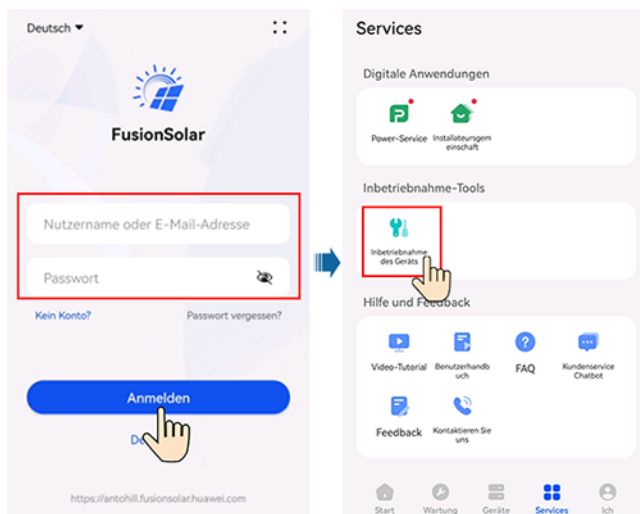 Deutsch
FusionSolar
Nutzername oder E-Mail-Adresse
Passwort
Kein Konto?
Passwort vergessen?
Anmelden
https://antohill.fusionsolar.huawei.com
Services
Digitale Anwendungen
Power-Service
Installateursgem
einschaft
Inbetriebnahme-Tools
Inbetriebnahme
des Geräts
Hilfe und Feedback
Video-Tutorial
Benutzerhandb
uch
FAQ
Kundenservice
Chatbot
Feedback
Kontaktieren Sie
uns
Start
Wartung
Geräte
Services
Ich